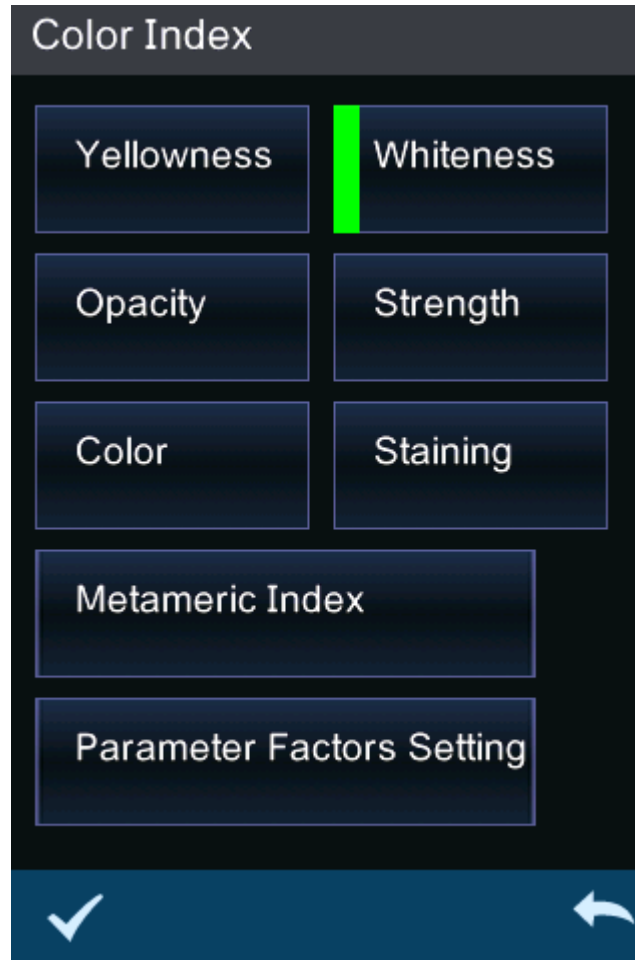 Color Index
Yellowness
Whiteness
Opacity
Strength
Color
Staining
Metameric Index
Parameter Factors Setting